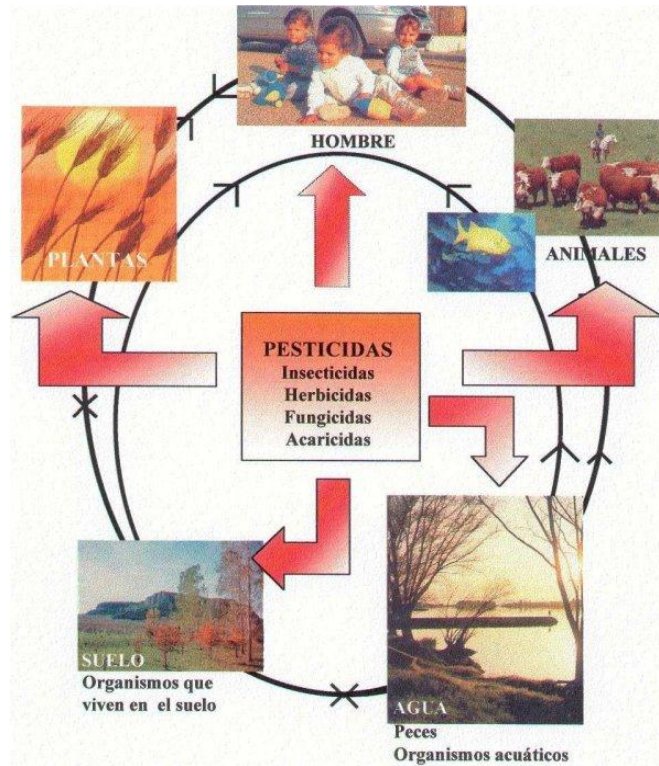 HOMBRE
PLANTAS
ANIMALES
PESTICIDAS
Insecticidas
Herbicidas
Fungicidas
Acaricidas
SUELO
Organismos que
viven en el suelo
AGUA
Peces
Organismos acuáticos